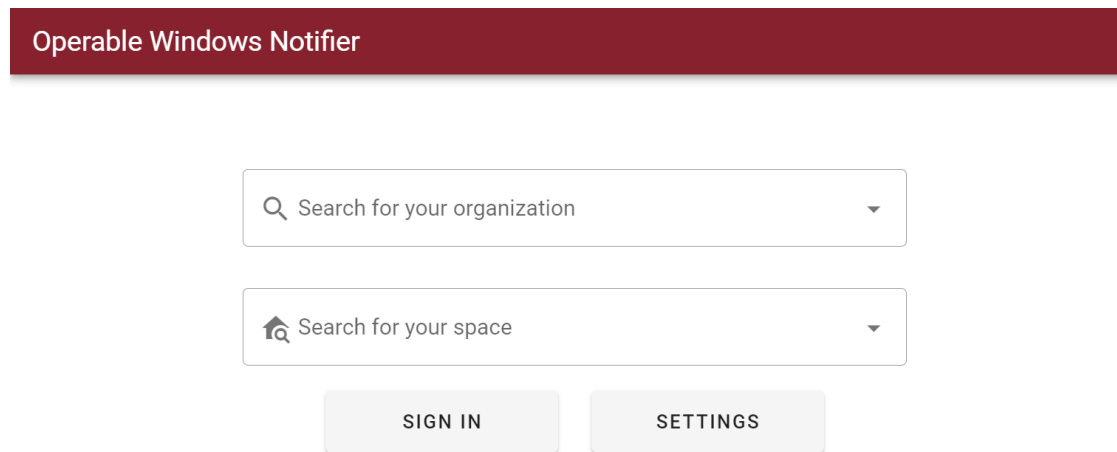 Operable Windows Notifier
Search for your organization
Search for your space
SIGN IN SETTINGS